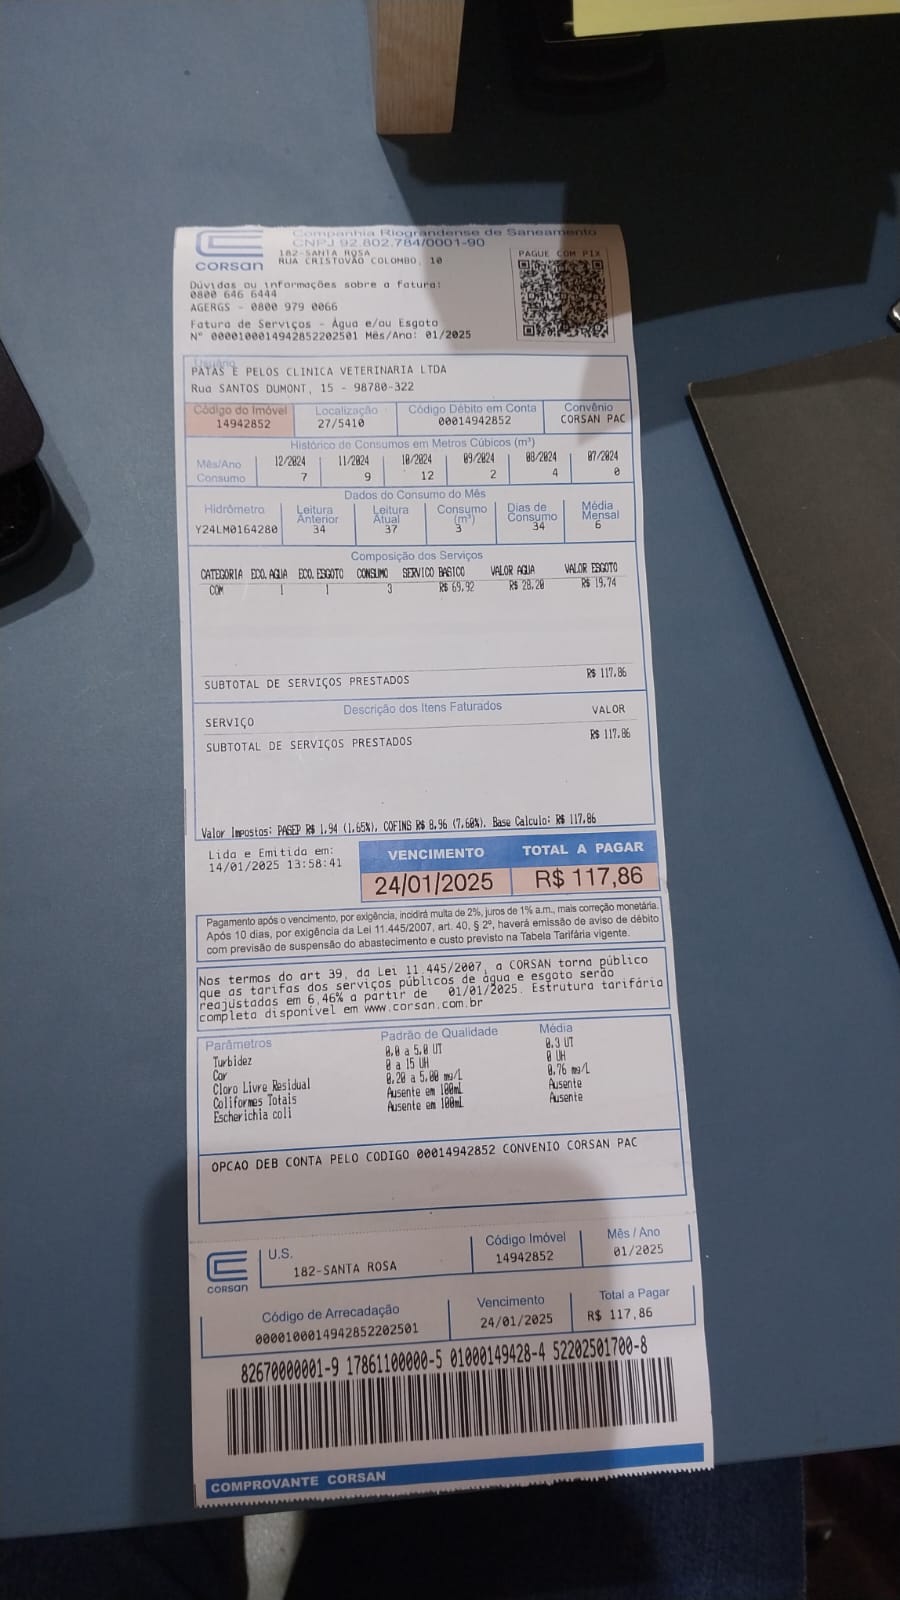 CORSAN
Companhia Riograndense de Saneamento
CNPJ 92.802.784/0001-90
182-SANTA ROSA
RUA CRISTOVAO COLOMBO, 10
PAGUE COM PIX
Dúvidas ou informações sobre a fatura:
0800 646 6444
AGERGS - 0800 979 0066
Fatura de Serviços - Água e/ou Esgoto
N° 0000100014942852202501 Mês/Ano: 01/2025
Usuário
PATAS E PELOS CLINICA VETERINARIA LTDA
Rua SANTOS DUMONT, 15 - 98780-322
Código do Imóvel Localização Código Débito em Conta Convênio
14942852 27/5410 00014942852 CORSAN PAC
Histórico de Consumos em Metros Cúbicos (m³)
Mês/Ano 12/2024 11/2024 10/2024 09/2024 08/2024 07/2024
Consumo 7 9 12 2 4 0
Dados do Consumo do Mês
Hidrômetro Leitura Anterior Leitura Atual Consumo (m³) Dias de Consumo Média Mensal
Y24LM0164280 34 37 3 34 6
Composição dos Serviços
CATEGORIA ECO. AGUA ECO. ESGOTO CONSUMO SERVICO BASICO VALOR AGUA VALOR ESGOTO
COM 1 1 3 R$ 69,92 R$ 28,20 R$ 19,74
SUBTOTAL DE SERVIÇOS PRESTADOS R$ 117,86
Descrição dos Itens Faturados
SERVIÇO VALOR
SUBTOTAL DE SERVIÇOS PRESTADOS R$ 117,86
Valor Impostos: PASEP R$ 1,94 (1,65%), COFINS R$ 8,96 (7,60%). Base Calculo: R$ 117,86
Lida e Emitida em:
14/01/2025 13:58:41
VENCIMENTO TOTAL A PAGAR
24/01/2025 R$ 117,86
Pagamento após o vencimento, por exigência, incidirá multa de 2%, juros de 1% a.m., mais correção monetária.
Após 10 dias, por exigência da Lei 11.445/2007, art. 40, § 2º, haverá emissão de aviso de débito
com previsão de suspensão do abastecimento e custo previsto na Tabela Tarifária vigente.
Nos termos do art 39, da Lei 11.445/2007, a CORSAN torna público
que as tarifas dos serviços públicos de água e esgoto serão
reajustadas em 6,46% a partir de 01/01/2025. Estrutura tarifária
completa disponível em www.corsan.com.br
Parâmetros Padrão de Qualidade Média
Turbidez 0,0 a 5,0 UT 0,3 UT
Cor 0 a 15 UH 0 UH
Cloro Livre Residual 0,20 a 5,00 mg/L 0,76 mg/L
Coliformes Totais Ausente em 100mL Ausente
Escherichia coli Ausente em 100mL Ausente
OPCAO DEB CONTA PELO CODIGO 00014942852 CONVENIO CORSAN PAC
CORSAN
U.S. Código Imóvel Mês / Ano
182-SANTA ROSA 14942852 01/2025
Código de Arrecadação Vencimento Total a Pagar
0000100014942852202501 24/01/2025 R$ 117,86
82670000001-9 17861100000-5 01000149428-4 52202501700-8
COMPROVANTE CORSAN